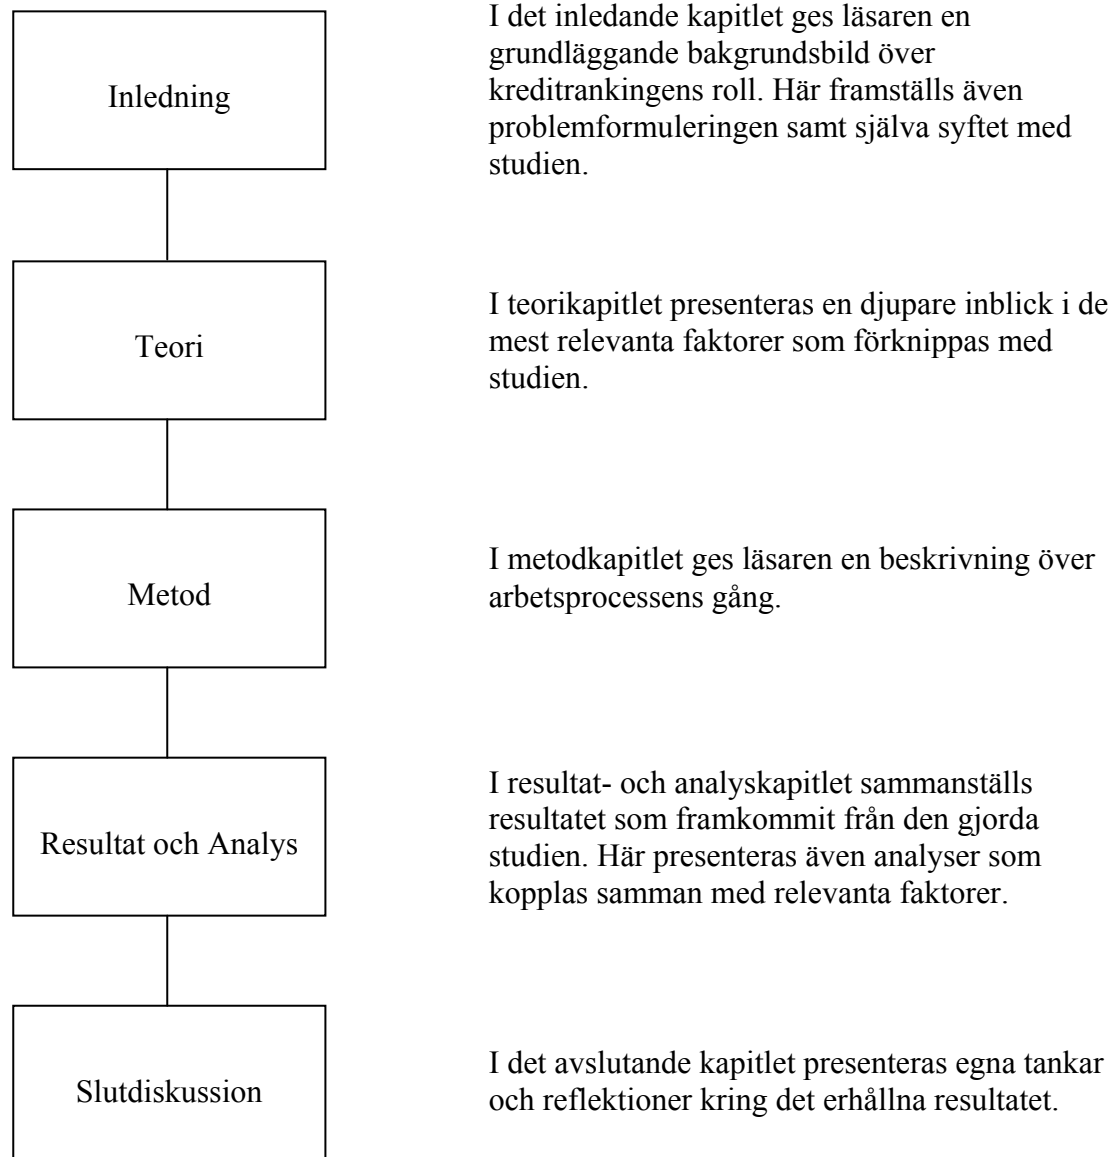 Inledning
I det inledande kapitlet ges läsaren en
grundläggande bakgrundsbild över
kreditrankingens roll. Här framställs även
problemformuleringen samt själva syftet med
studien.
Teori
I teorikapitlet presenteras en djupare inblick i de
mest relevanta faktorer som förknippas med
studien.
Metod
I metodkapitlet ges läsaren en beskrivning över
arbetsprocessens gång.
Resultat och Analys
I resultat- och analyskapitlet sammanställs
resultatet som framkommit från den gjorda
studien. Här presenteras även analyser som
kopplas samman med relevanta faktorer.
Slutdiskussion
I det avslutande kapitlet presenteras egna tankar
och reflektioner kring det erhållna resultatet.